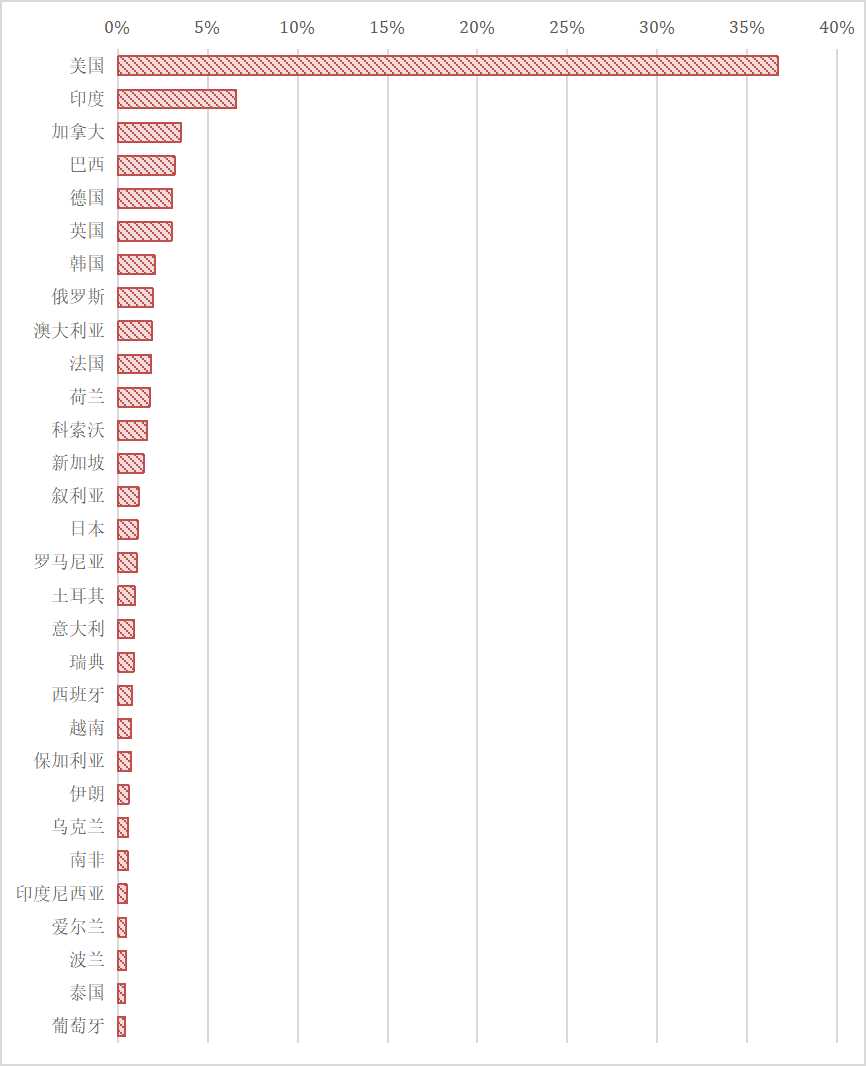 0% 5% 10% 15% 20% 25% 30% 35% 40%
美国
印度
加拿大
巴西
德国
英国
韩国
俄罗斯
澳大利亚
法国
荷兰
科索沃
新加坡
叙利亚
日本
罗马尼亚
土耳其
意大利
瑞典
西班牙
越南
保加利亚
伊朗
乌克兰
南非
印度尼西亚
爱尔兰
波兰
泰国
葡萄牙